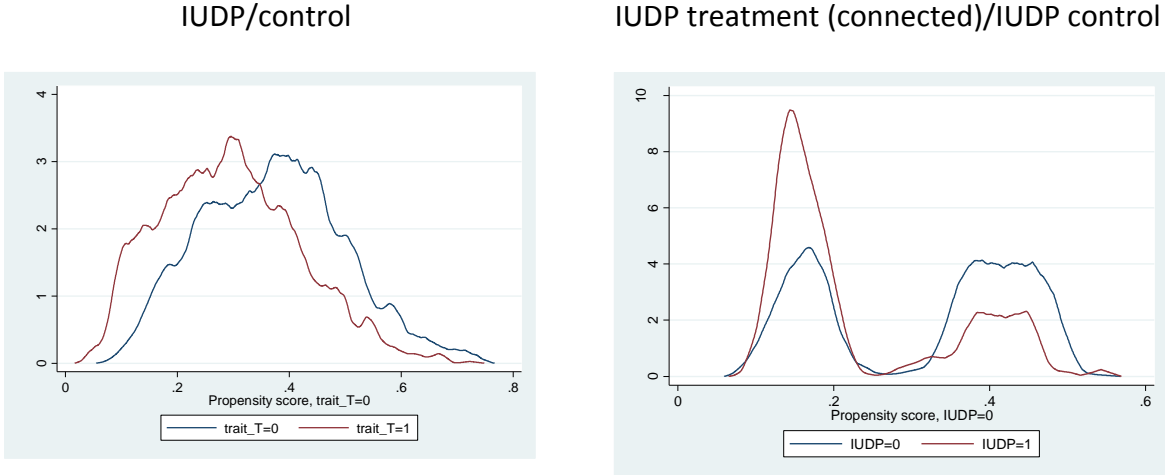 IUDP/control
IUDP treatment (connected)/IUDP control
4
3
2
1
0
0
.2
.4
.6
.8
Propensity score, trait_T=0
trait_T=0
trait_T=1
10
8
6
4
2
0
0
.2
.4
.6
Propensity score, IUDP=0
IUDP=0
IUDP=1